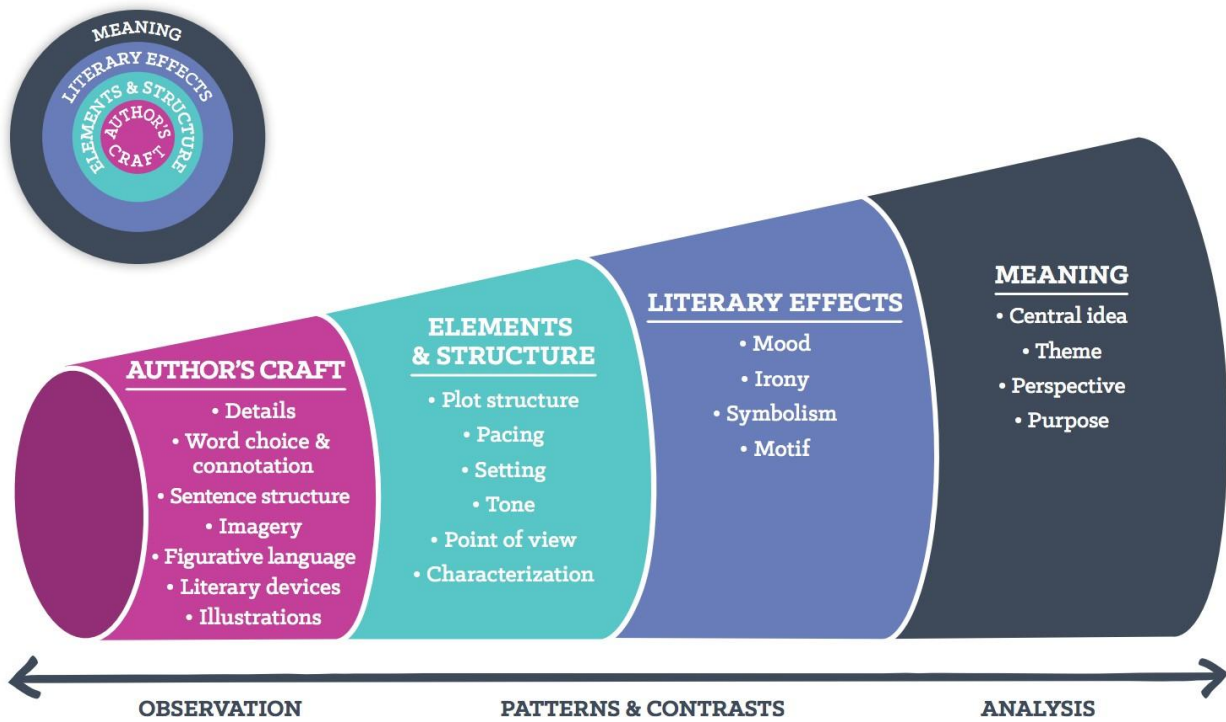 MEANING
LITERARY EFFECTS
ELEMENTS & STRUCTURE
AUTHOR'S
CRAFT
AUTHOR'S CRAFT
• Details
• Word choice &
connotation
• Sentence structure
• Imagery
• Figurative language
• Literary devices
• Illustrations
ELEMENTS
& STRUCTURE
• Plot structure
• Pacing
• Setting
• Tone
• Point of view
• Characterization
LITERARY EFFECTS
• Mood
• Irony
• Symbolism
• Motif
MEANING
• Central idea
• Theme
• Perspective
• Purpose
OBSERVATION
PATTERNS & CONTRASTS
ANALYSIS